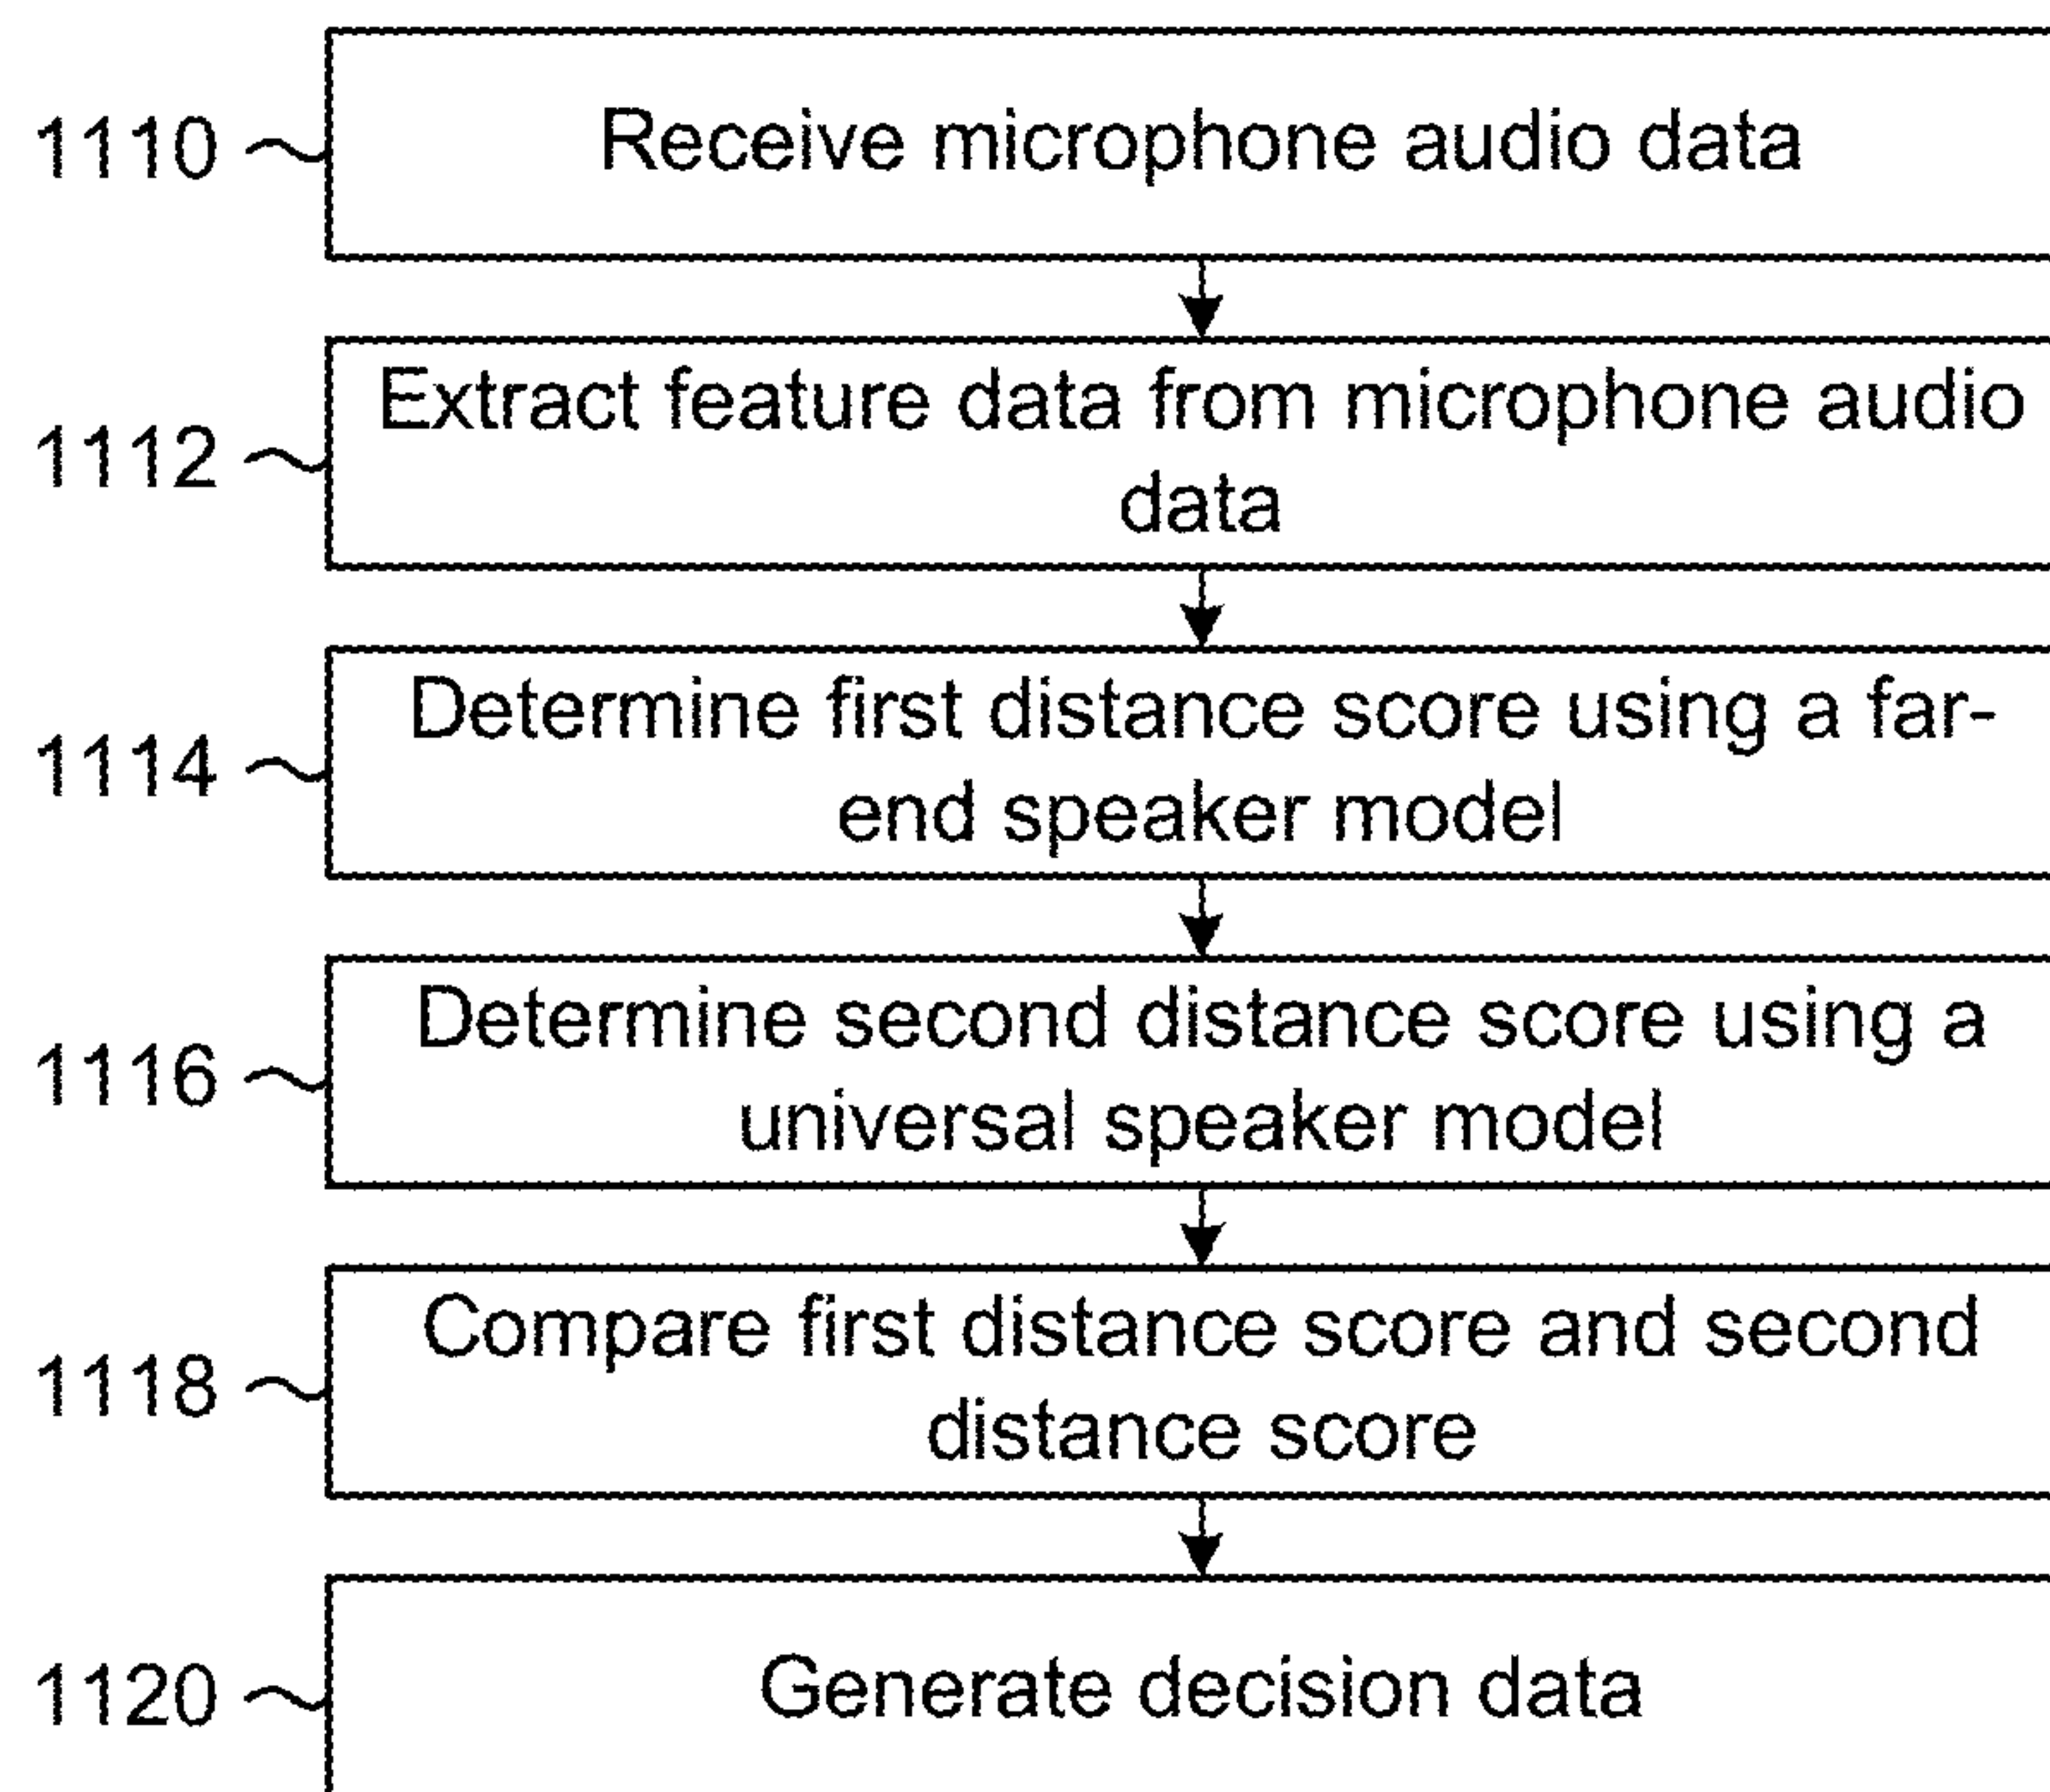 1110
Receive microphone audio data
1112
Extract feature data from microphone audio
data
1114
Determine first distance score using a far-
end speaker model
1116
Determine second distance score using a
universal speaker model
1118
Compare first distance score and second
distance score
1120
Generate decision data